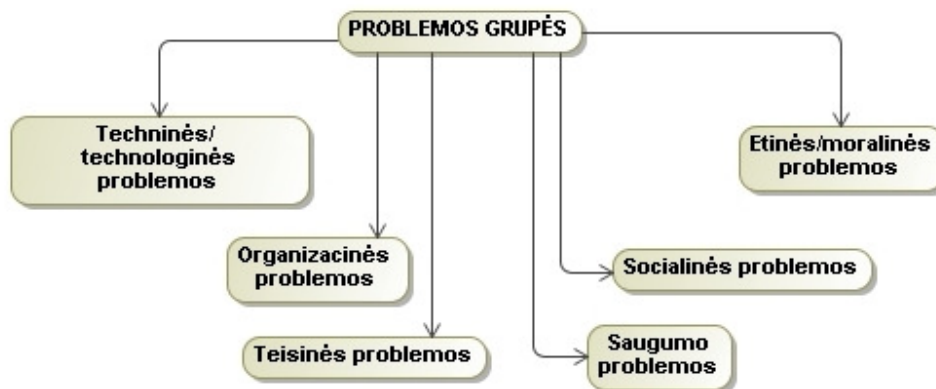 PROBLEMOS GRUPĖS
Techninės/
technologinės
problemos
Etinės/moralinės
problemos
Organizacinės
problemos
Socialinės problemos
Teisinės problemos
Saugumo
problemos